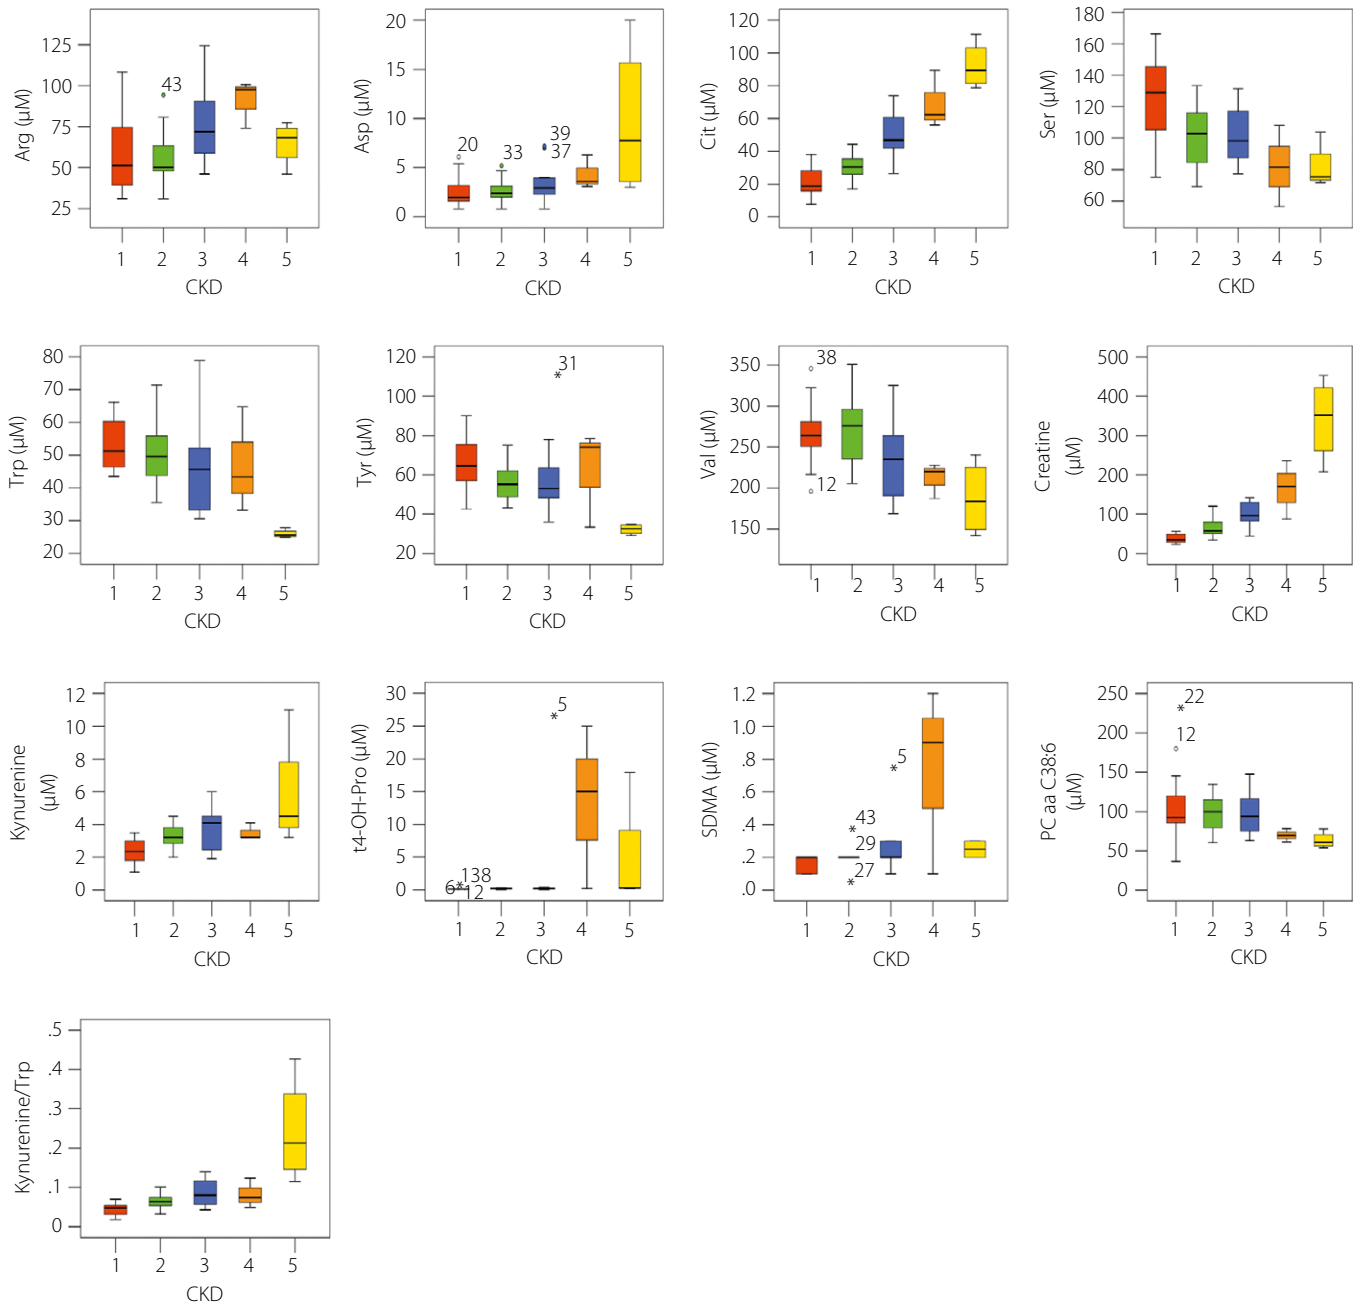 Arg (µM)
125
100
75
50
25
43
1 2 3 4 5
CKD
Asp (µM)
20
15
10
5
0
20
33
39
37
1 2 3 4 5
CKD
Cit (µM)
120
100
80
60
40
20
0
1 2 3 4 5
CKD
Ser (µM)
180
160
140
120
100
80
60
1 2 3 4 5
CKD
Trp (µM)
80
70
60
50
40
30
20
1 2 3 4 5
CKD
Tyr (µM)
120
100
80
60
40
20
*31
1 2 3 4 5
CKD
Val (µM)
350
300
250
200
150
38
12
1 2 3 4 5
CKD
Creatine
(µM)
500
400
300
200
100
0
1 2 3 4 5
CKD
Kynurenine
(µM)
12
10
8
6
4
2
0
1 2 3 4 5
CKD
t4-OH-Pro (µM)
30
25
20
15
10
5
0
*5
6*138
12
1 2 3 4 5
CKD
SDMA (µM)
1.2
1.0
.8
.6
.4
.2
.0
*5
*43
29
*27
1 2 3 4 5
CKD
PC aa C38:6
(µM)
250
200
150
100
50
0
*22
12
1 2 3 4 5
CKD
Kynurenine/Trp
.5
.4
.3
.2
.1
0
1 2 3 4 5
CKD